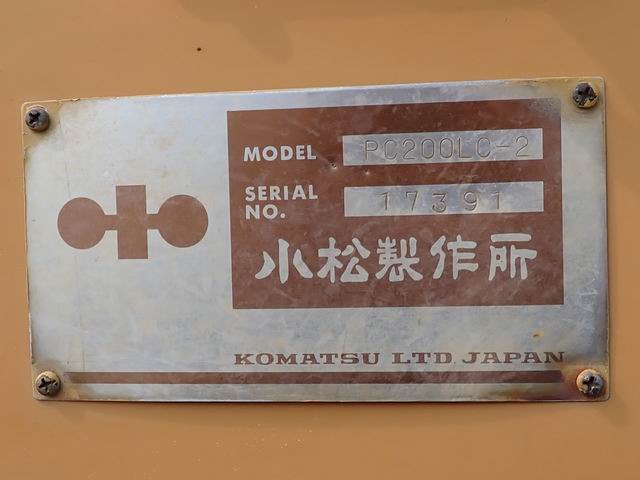 MODEL PC200LC-2
SERIAL NO. 17391
小松製作所
KOMATSU LTD. JAPAN